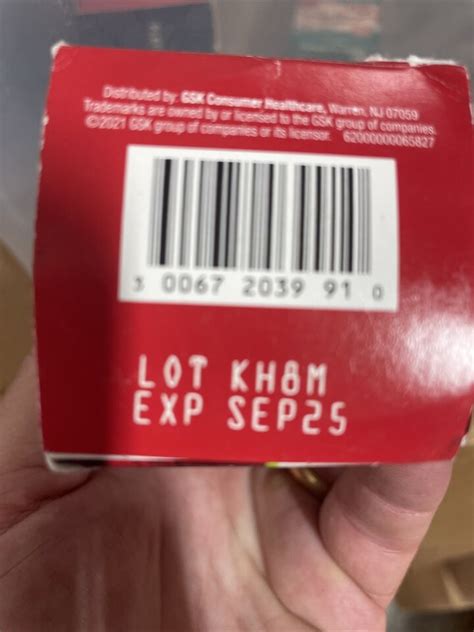 Distributed by: GSK Consumer Healthcare, Warren, NJ 07059
Trademarks are owned by or licensed to the GSK group of companies.
©2021 GSK group of companies or its licensor. 62000000065827
3 0067 2039 91 0
LOT KH8M
EXP SEP25